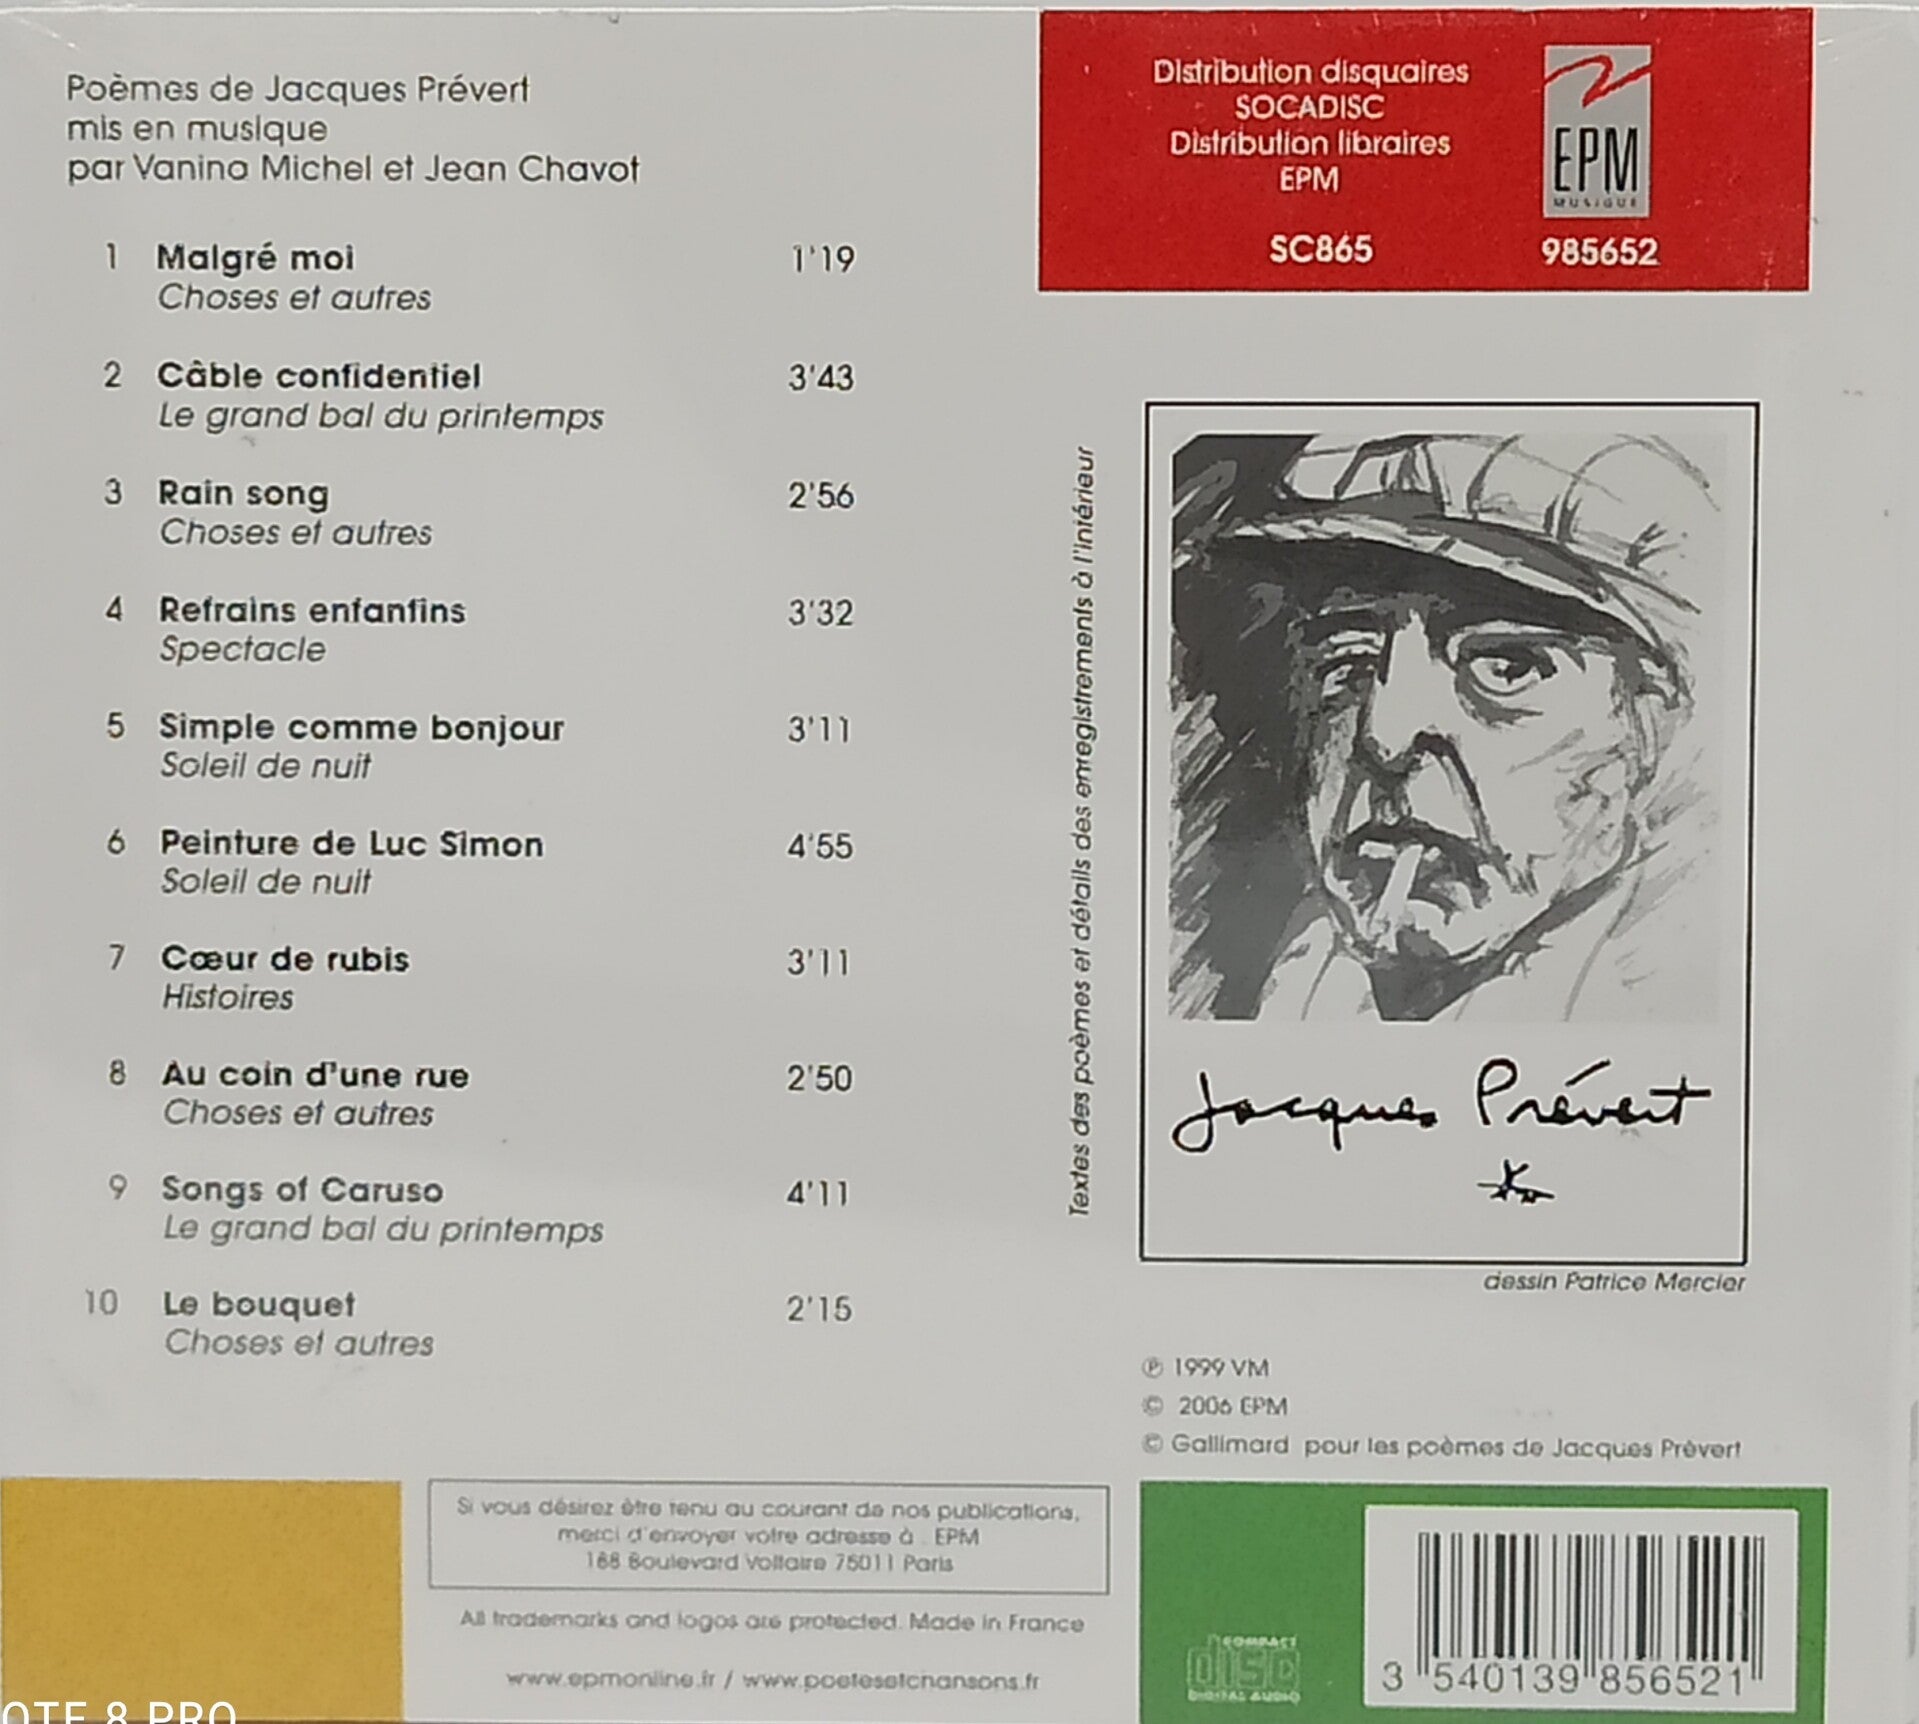 Poèmes de Jacques Prévert
mis en musique
par Vanina Michel et Jean Chavot
1 Malgré moi 1'19
Choses et autres
2 Câble confidentiel 3'43
Le grand bal du printemps
3 Rain song 2'56
Choses et autres
4 Refrains enfantins 3'32
Spectacle
5 Simple comme bonjour 3'11
Soleil de nuit
6 Peinture de Luc Simon 4'55
Soleil de nuit
7 Cœur de rubis 3'11
Histoires
8 Au coin d'une rue 2'50
Choses et autres
9 Songs of Caruso 4'11
Le grand bal du printemps
10 Le bouquet 2'15
Choses et autres
Distribution disquaires
SOCADISC
Distribution libraires
EPM
SC865
EPM
MUSIQUE
985652
Textes des poèmes et détails des enregistrements à l'intérieur
Jacques Prévert
dessin Patrice Mercier
℗ 1999 VM
© 2006 EPM
© Gallimard pour les poèmes de Jacques Prévert
Si vous désirez être tenu au courant de nos publications,
merci d'envoyer votre adresse à : EPM
188 Boulevard Voltaire 75011 Paris
All trademarks and logos are protected. Made in France
www.epmonline.fr / www.poetesetchansons.fr
COMPACT
disc
DIGITAL AUDIO
3 540139 856521
OTE 8 PRO